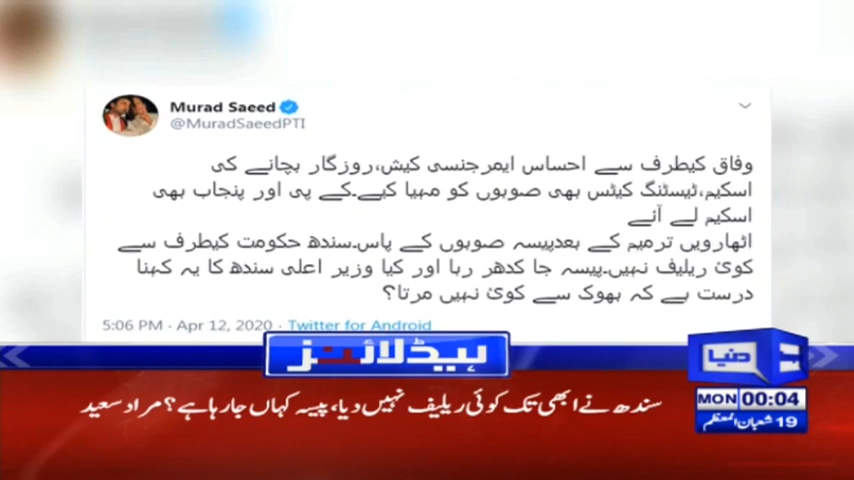 Murad Saeed
@MuradSaeedPTI
وفاق کیطرف سے احساس ایمرجنسی کیش،روزگار بچانے کی
اسکیم،ٹیسٹنگ کیٹس بھی صوبوں کو مہیا کیے۔کے پی اور پنجاب بھی
اسکیم لے آئے
اٹھارویں ترمیم کے بعدپیسہ صوبوں کے پاس۔سندھ حکومت کیطرف سے
کوئ ریلیف نہیں۔پیسہ جا کدھر رہا اور کیا وزیر اعلی سندھ کا یہ کہنا
درست ہے کہ بھوک سے کوئ نہیں مرتا؟
5:06 PM · Apr 12, 2020 · Twitter for Android
ہیڈلائنز
دنیا
MON 00:04
19 شعبان المعظم
سندھ نے ابھی تک کوئی ریلیف نہیں دیا، پیسہ کہاں جا رہا ہے؟ مراد سعید